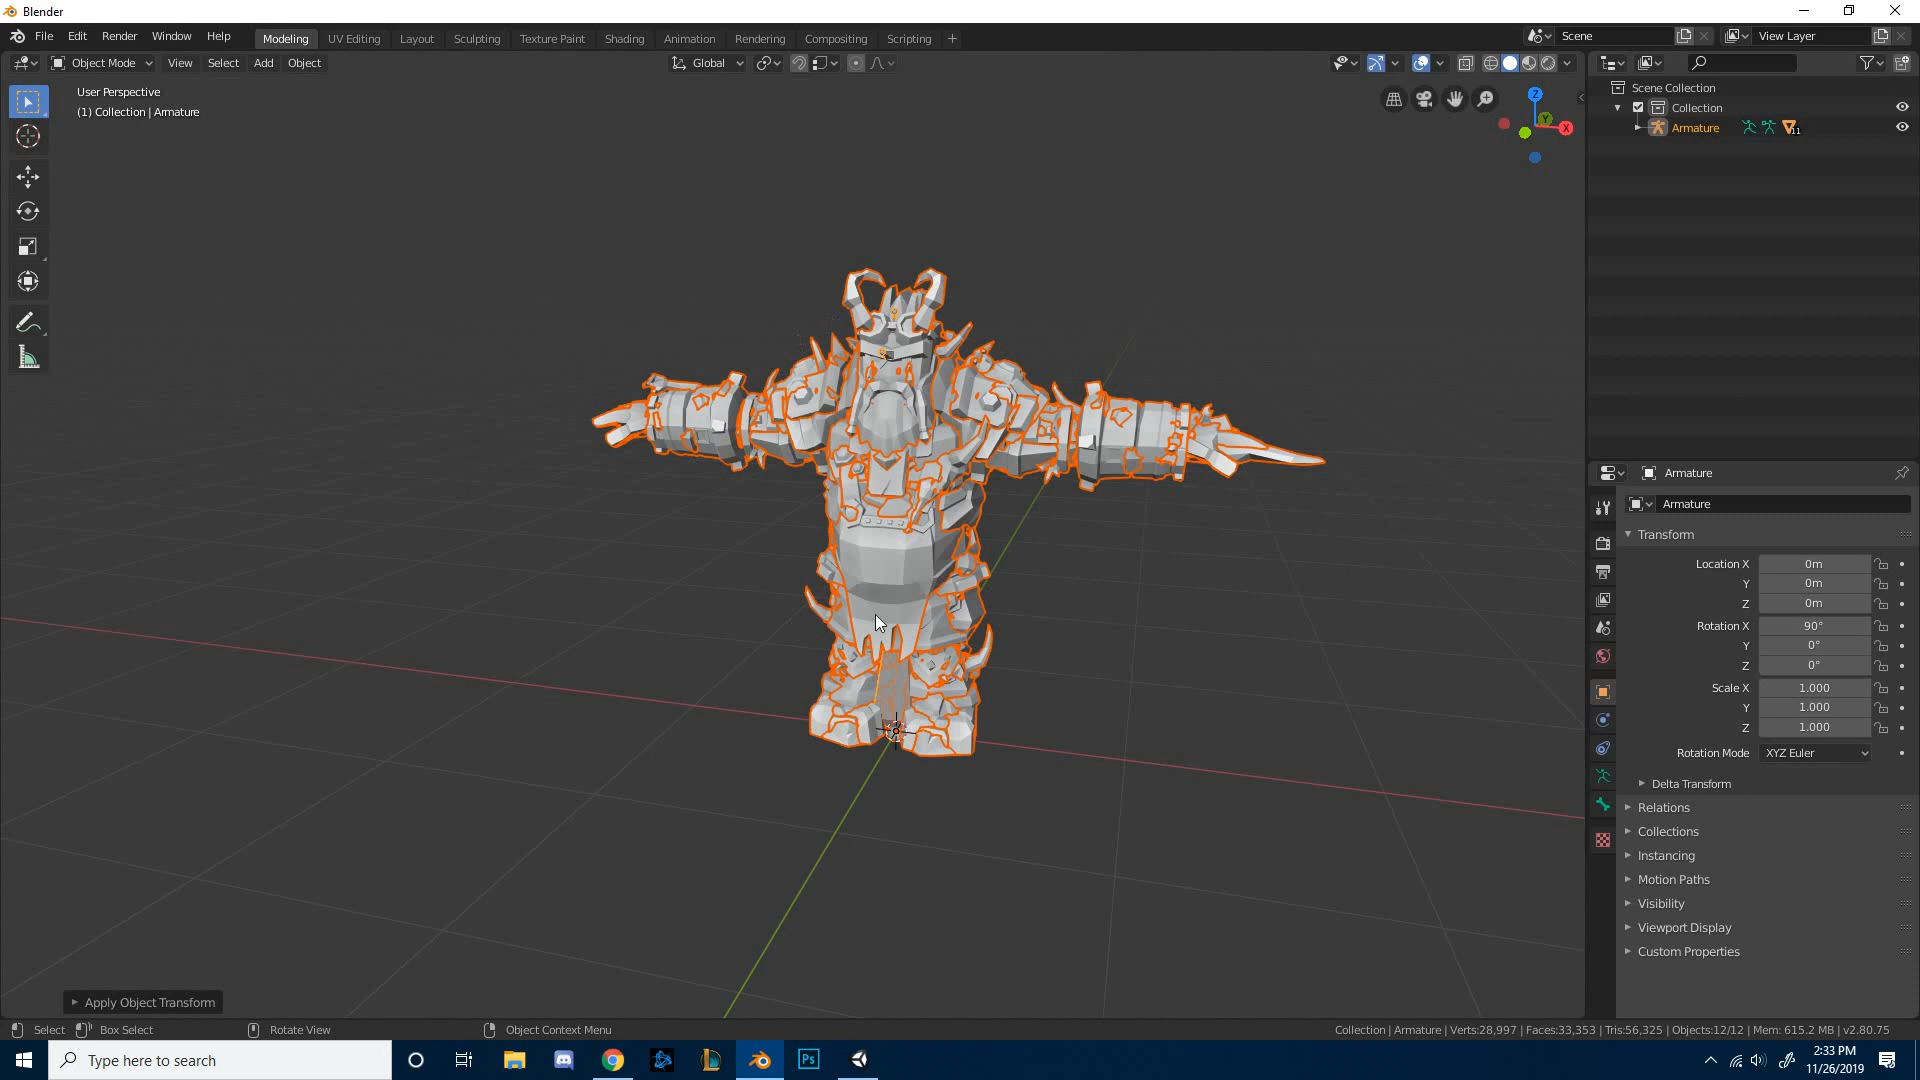 Blender
File Edit Render Window Help
Modeling UV Editing Layout Sculpting Texture Paint Shading Animation Rendering Compositing Scripting +
Scene
View Layer
Object Mode View Select Add Object
Global
User Perspective
(1) Collection | Armature
Z
Y
X
Scene Collection
Collection
Armature 11
Armature
Armature
Transform
Location X 0m
Y 0m
Z 0m
Rotation X 90°
Y 0°
Z 0°
Scale X 1.000
Y 1.000
Z 1.000
Rotation Mode XYZ Euler
Delta Transform
Relations
Collections
Instancing
Motion Paths
Visibility
Viewport Display
Custom Properties
Apply Object Transform
Select Box Select Rotate View Object Context Menu
Collection | Armature | Verts:28,997 | Faces:33,353 | Tris:56,325 | Objects:12/12 | Mem: 615.2 MB | v2.80.75
Type here to search
Ps
2:33 PM
11/26/2019